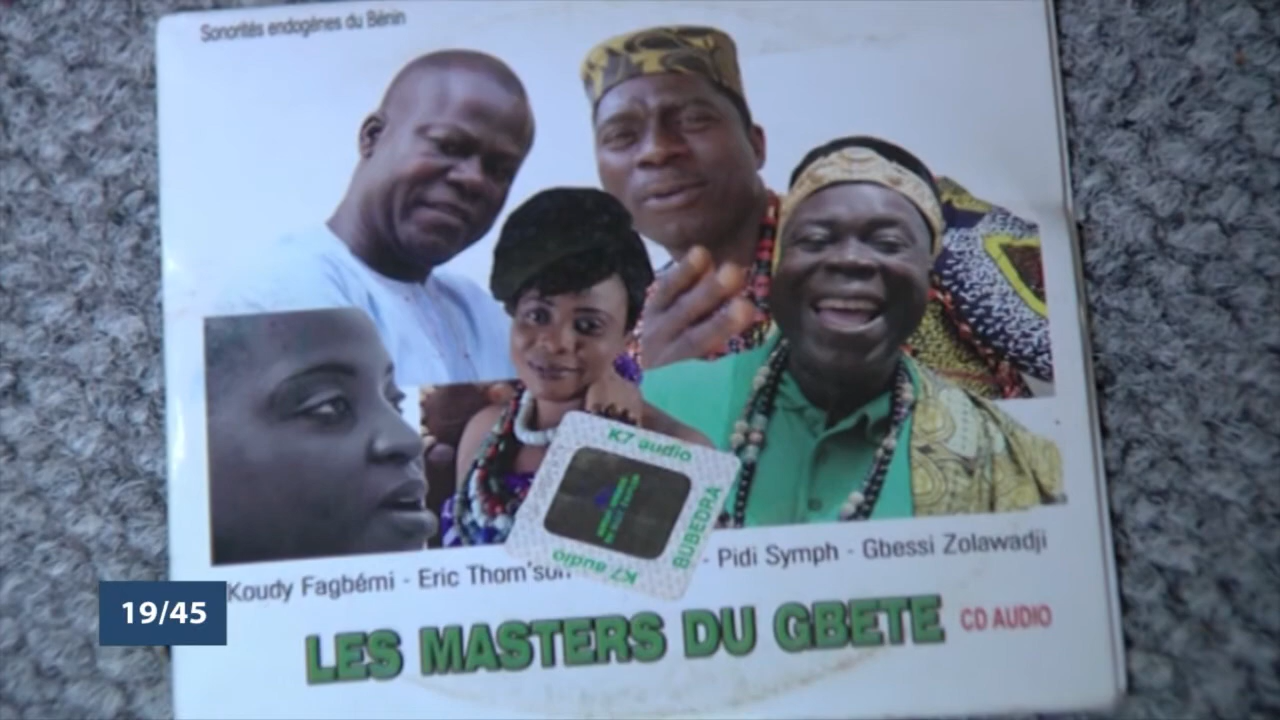 Sonorités endogènes du Bénin
K7 audio
BUBEDRA
K7 audio
Koudy Fagbémi - Eric Thom'son - Pidi Symph - Gbessi Zolawadji
19/45
LES MASTERS DU GBETE CD AUDIO